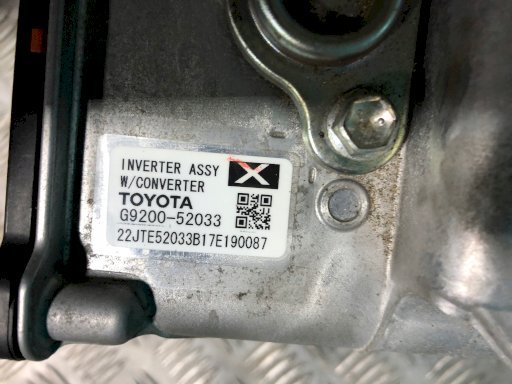 INVERTER ASSY
W/CONVERTER
TOYOTA
G9200-52033
22JTE52033B17E190087